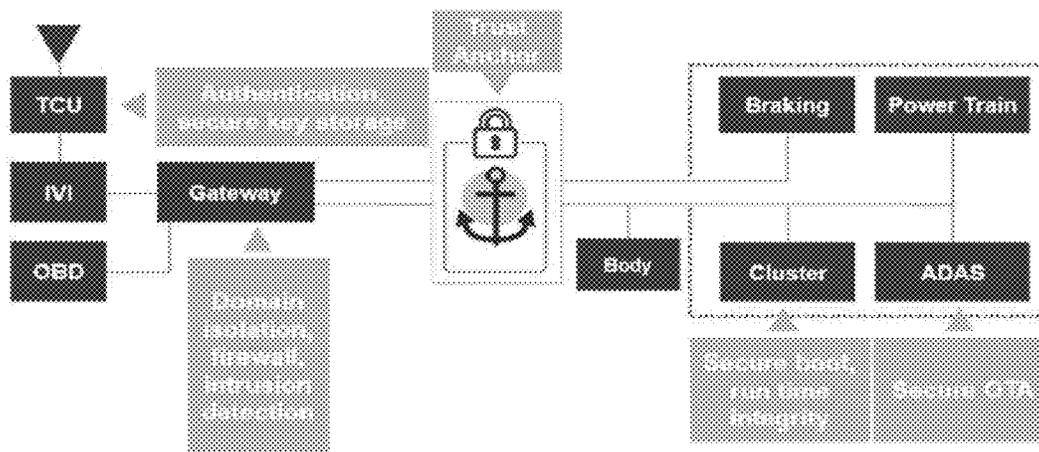 Trust
Anchor
TCU
Authentication
secure key storage
Braking
Power Train
IVI
Gateway
OBD
Body
Cluster
ADAS
Domain
isolation,
firewall,
Intrusion
detection
Secure boot,
run time
integrity
Secure OTA